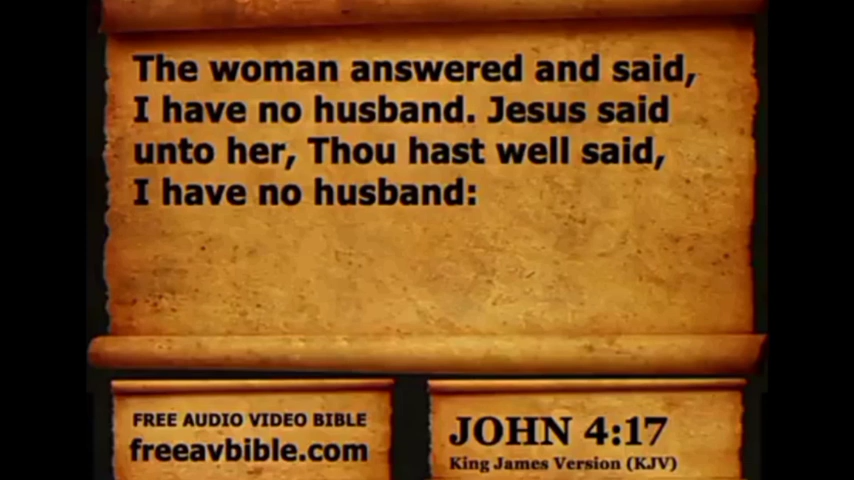 The woman answered and said,
I have no husband. Jesus said
unto her, Thou hast well said,
I have no husband:
FREE AUDIO VIDEO BIBLE
freeavbible.com
JOHN 4:17
King James Version (KJV)